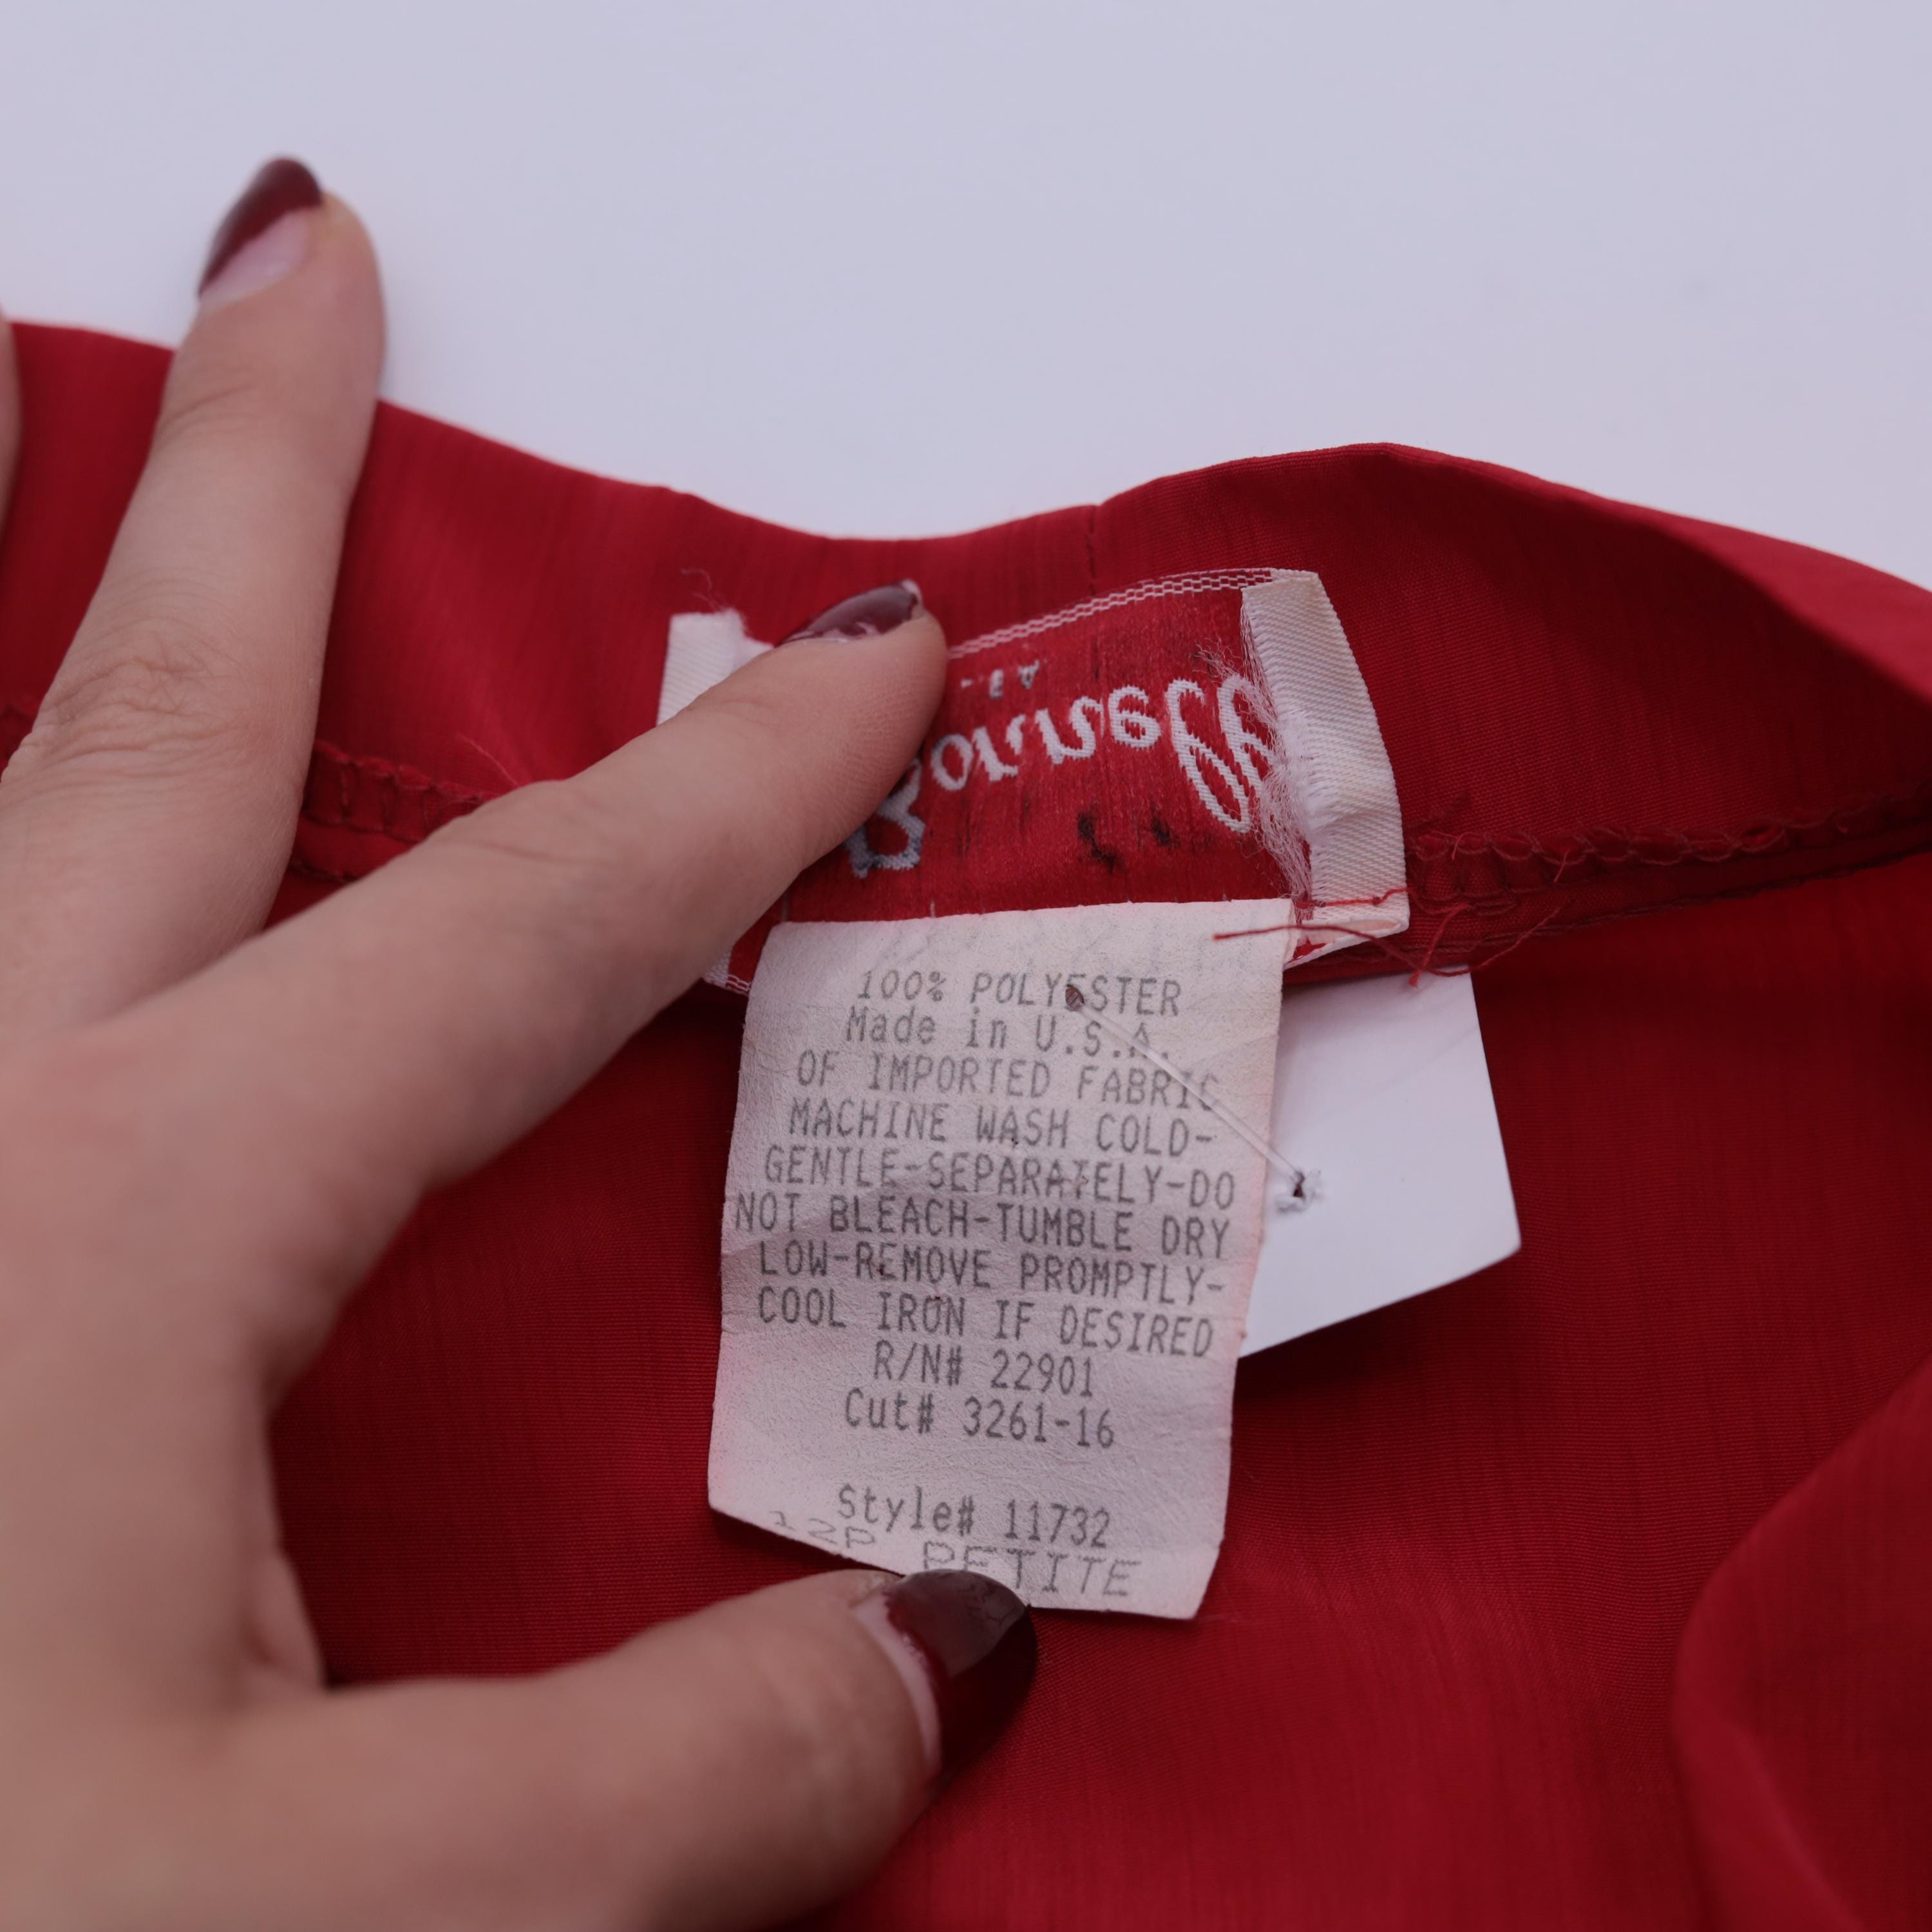 100% POLYESTER
Made in U.S.A.
OF IMPORTED FABRIC
MACHINE WASH COLD-
GENTLE-SEPARATELY-DO
NOT BLEACH-TUMBLE DRY
LOW-REMOVE PROMPTLY-
COOL IRON IF DESIRED
R/N# 22901
Cut# 3261-16
Style# 11732
12P PETITE